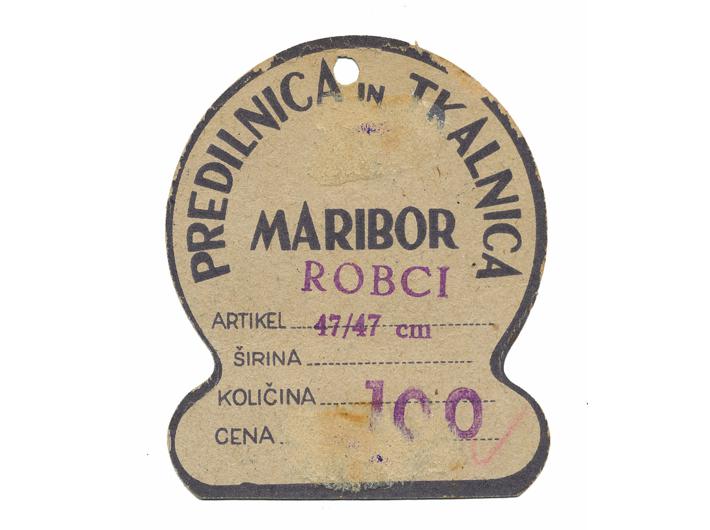 PREDILNICA IN TKALNICA
MARIBOR
ROBCI
ARTIKEL 47/47 cm
ŠIRINA
KOLIČINA 100
CENA